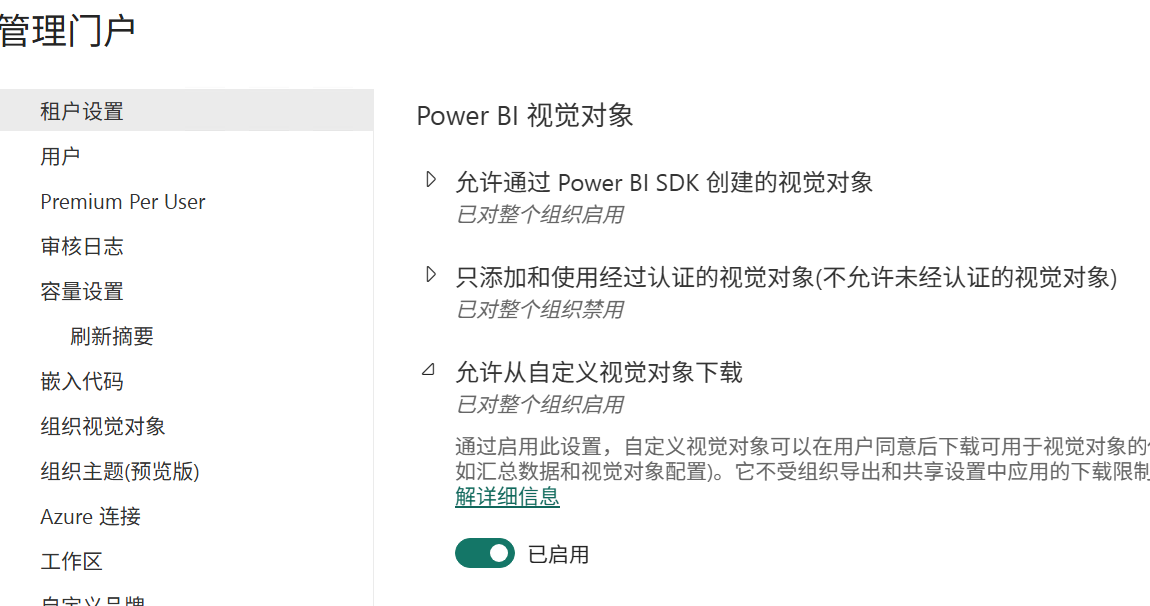 管理门户
租户设置
用户
Premium Per User
审核日志
容量设置
刷新摘要
嵌入代码
组织视觉对象
组织主题(预览版)
Azure 连接
工作区
自定义品牌
Power BI 视觉对象
允许通过 Power BI SDK 创建的视觉对象
已对整个组织启用
只添加和使用经过认证的视觉对象(不允许未经认证的视觉对象)
已对整个组织禁用
允许从自定义视觉对象下载
已对整个组织启用
通过启用此设置，自定义视觉对象可以在用户同意后下载可用于视觉对象的
如汇总数据和视觉对象配置)。它不受组织导出和共享设置中应用的下载限制
解详细信息
已启用